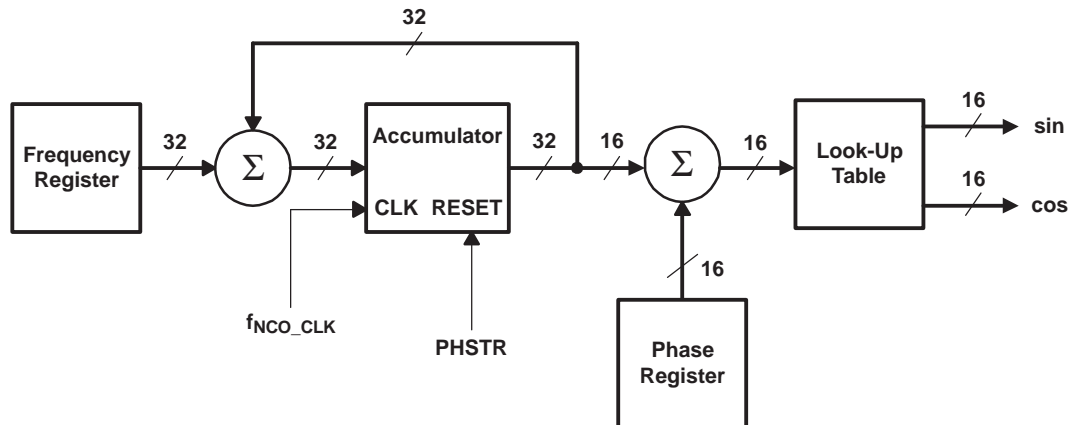 32
Frequency
Register
32
Σ
32
Accumulator
CLK RESET
32
16
Σ
16
Look-Up
Table
16
sin
16
cos
fNCO_CLK
PHSTR
16
Phase
Register